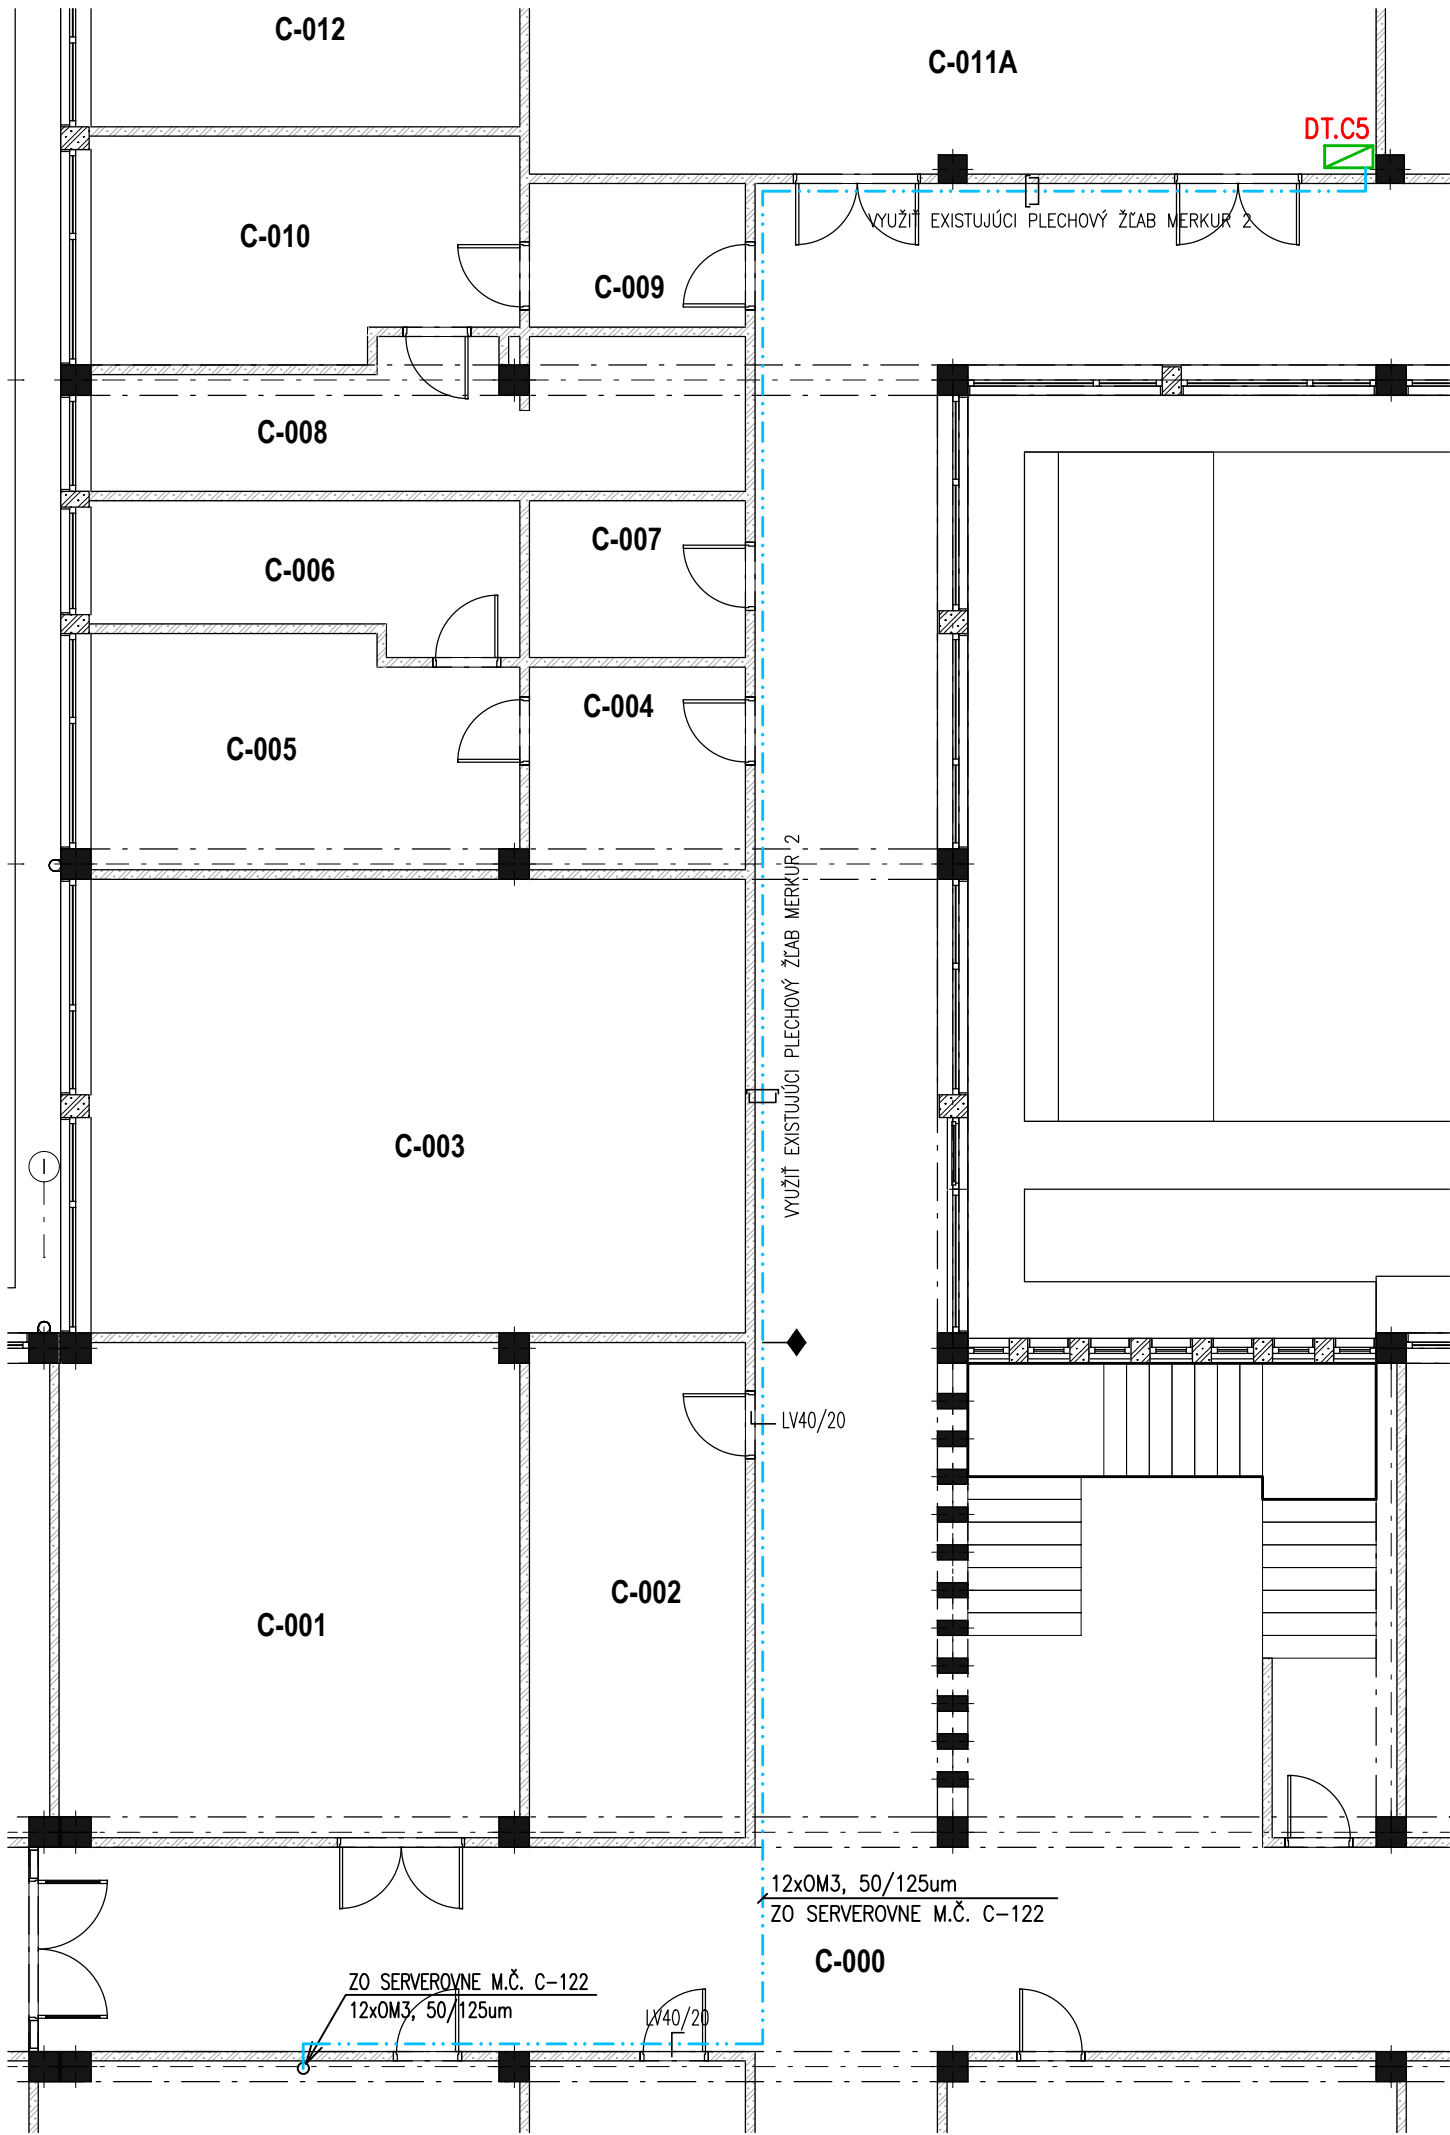 C-012
C-011A
DT.C5
VYUŽIŤ EXISTUJÚCI PLECHOVÝ ŽĽAB MERKUR 2
C-010
C-009
C-008
C-007
C-006
C-004
C-005
VYUŽIŤ EXISTUJÚCI PLECHOVÝ ŽĽAB MERKUR 2
C-003
I
LV40/20
C-002
C-001
12xOM3, 50/125um
ZO SERVEROVNE M.Č. C-122
C-000
ZO SERVEROVNE M.Č. C-122
12xOM3, 50/125um
LV40/20